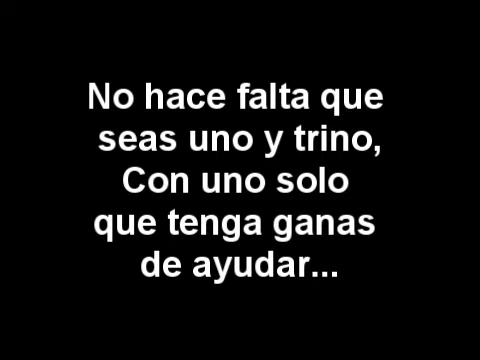 No hace falta que
seas uno y trino,
Con uno solo
que tenga ganas
de ayudar...